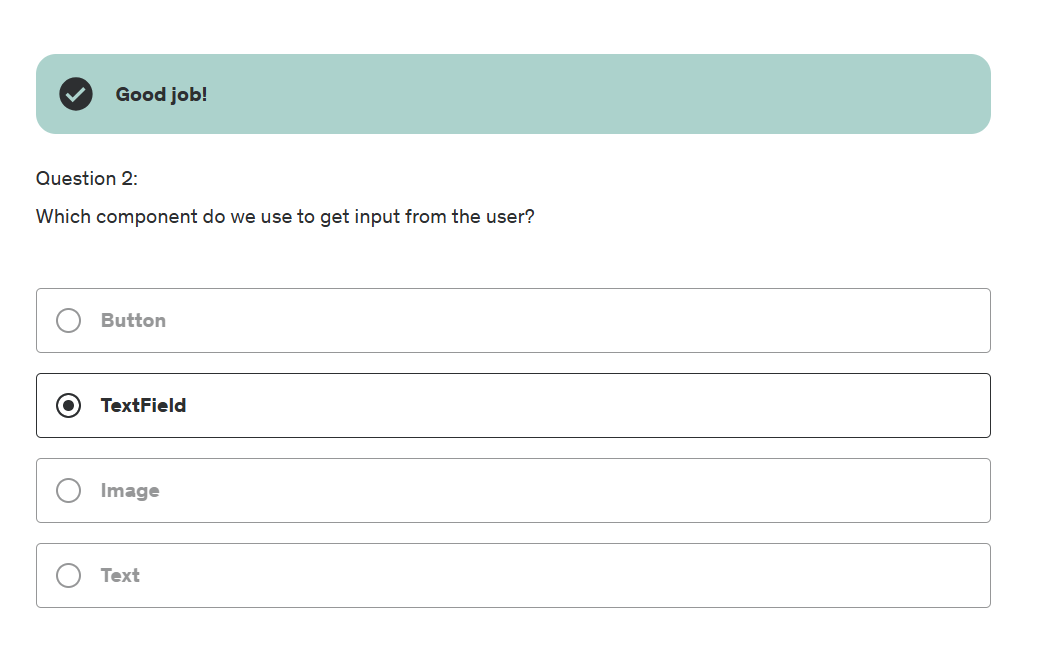 Good job!
Question 2:
Which component do we use to get input from the user?
Button
TextField
Image
Text